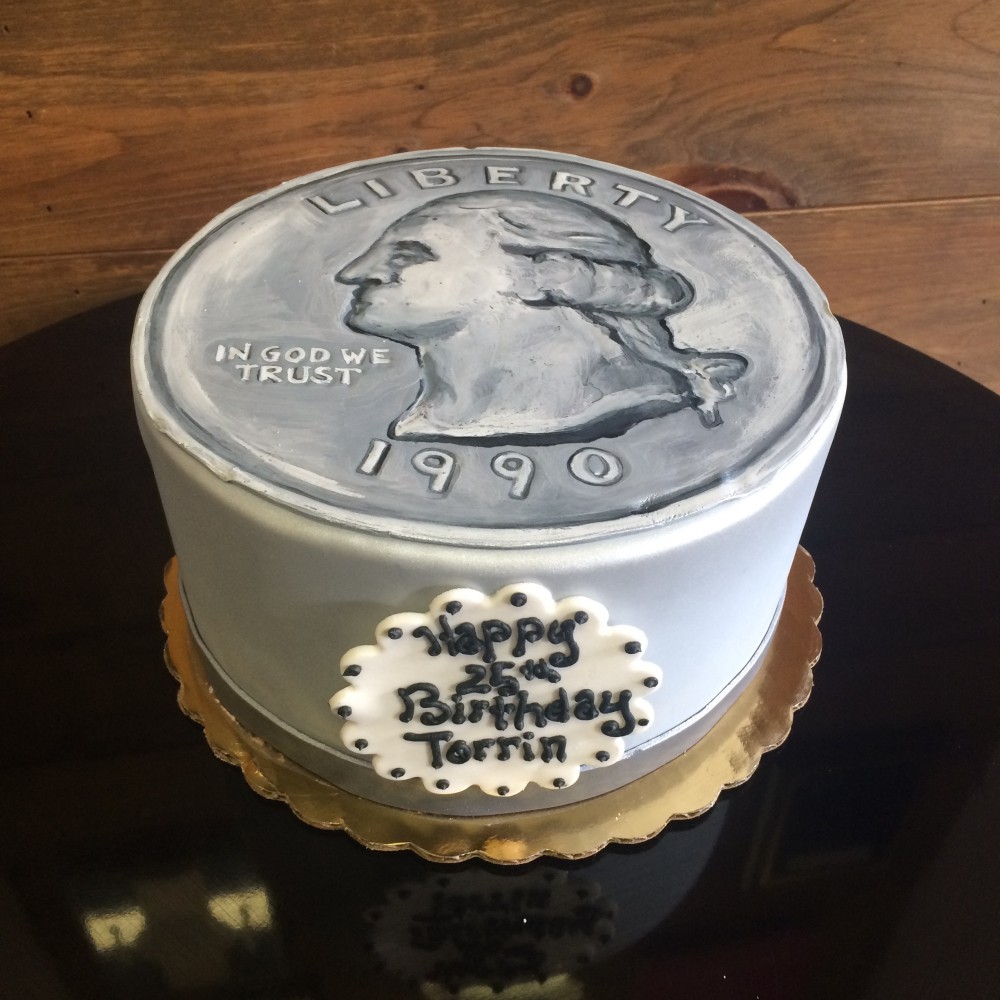 LIBERTY
IN GOD WE
TRUST
1990
Happy
25th
Birthday
Torrin